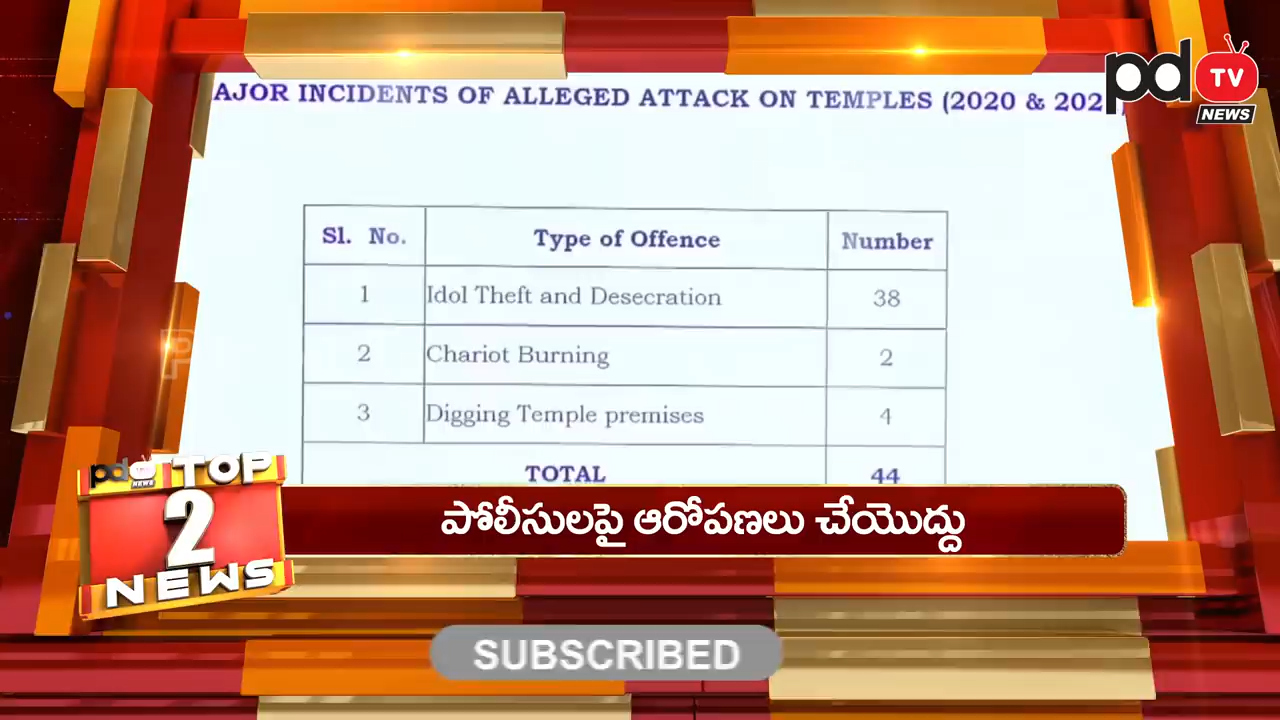 AJOR INCIDENTS OF ALLEGED ATTACK ON TEMPLES (2020 & 202
pd TV NEWS
Sl. No. Type of Offence Number
1 Idol Theft and Desecration 38
2 Chariot Burning 2
3 Digging Temple premises 4
TOTAL 44
pd NEWS TOP
2
NEWS
పోలీసులపై ఆరోపణలు చేయొద్దు
SUBSCRIBED